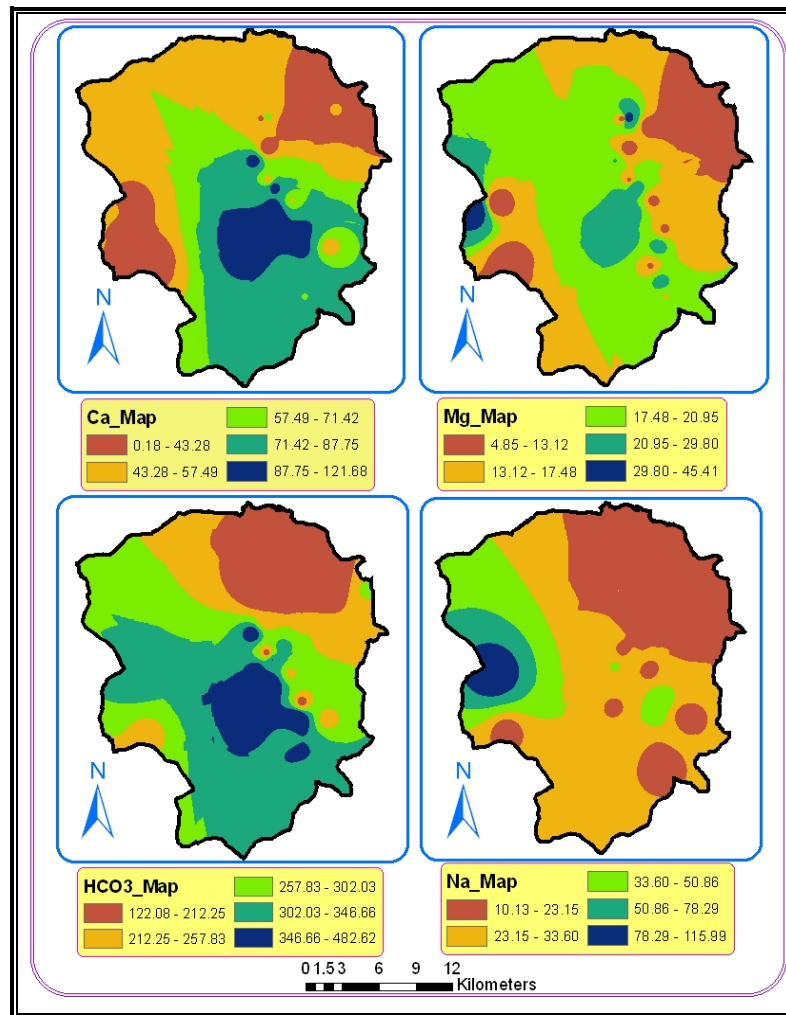 N
N
Ca_Map
0.18 - 43.28
43.28 - 57.49
57.49 - 71.42
71.42 - 87.75
87.75 - 121.68
Mg_Map
4.85 - 13.12
13.12 - 17.48
17.48 - 20.95
20.95 - 29.80
29.80 - 45.41
N
N
HCO3_Map
122.08 - 212.25
212.25 - 257.83
257.83 - 302.03
302.03 - 346.66
346.66 - 482.62
Na_Map
10.13 - 23.15
23.15 - 33.60
33.60 - 50.86
50.86 - 78.29
78.29 - 115.99
0 1.5 3 6 9 12
Kilometers